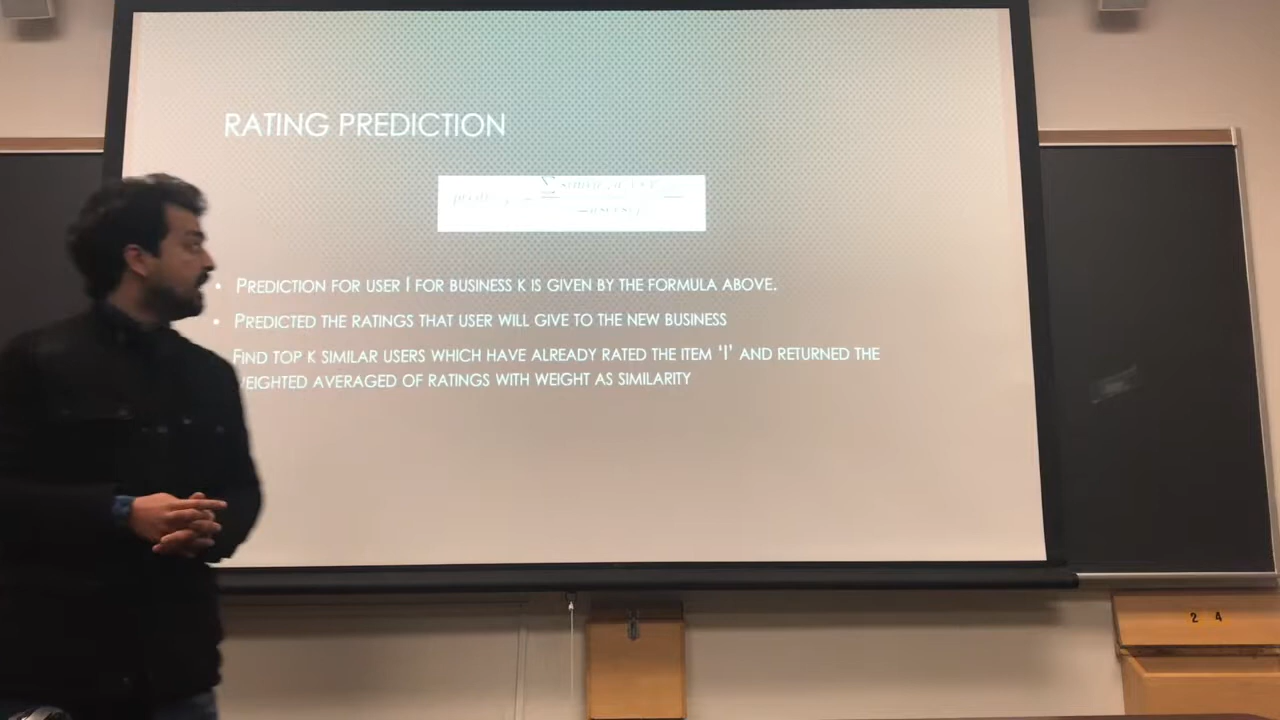 RATING PREDICTION
• PREDICTION FOR USER I FOR BUSINESS K IS GIVEN BY THE FORMULA ABOVE.
• PREDICTED THE RATINGS THAT USER WILL GIVE TO THE NEW BUSINESS
FIND TOP K SIMILAR USERS WHICH HAVE ALREADY RATED THE ITEM 'I' AND RETURNED THE
AVERAGED OF RATINGS WITH WEIGHT AS SIMILARITY
2 4